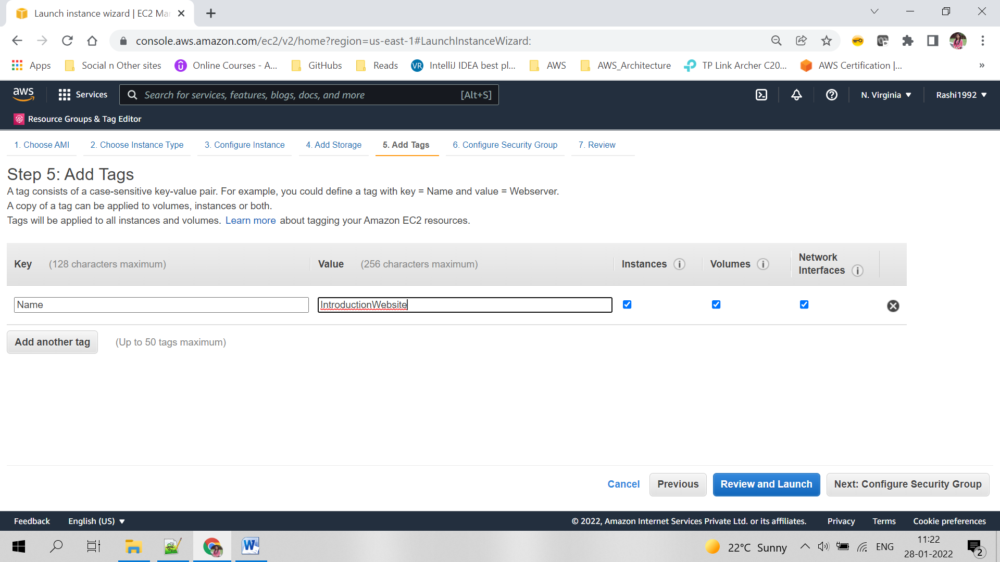 Launch instance wizard | EC2 Ma
console.aws.amazon.com/ec2/v2/home?region=us-east-1#LaunchInstanceWizard:
Apps Social n Other sites Online Courses - A... GitHubs Reads VR IntelliJ IDEA best pl... AWS AWS_Architecture TP Link Archer C20... AWS Certification |... »
aws Services Search for services, features, blogs, docs, and more [Alt+S] N. Virginia Rashi1992
Resource Groups & Tag Editor
1. Choose AMI 2. Choose Instance Type 3. Configure Instance 4. Add Storage 5. Add Tags 6. Configure Security Group 7. Review
Step 5: Add Tags
A tag consists of a case-sensitive key-value pair. For example, you could define a tag with key = Name and value = Webserver.
A copy of a tag can be applied to volumes, instances or both.
Tags will be applied to all instances and volumes. Learn more about tagging your Amazon EC2 resources.
Key (128 characters maximum) Value (256 characters maximum) Instances i Volumes i Network Interfaces i
Name IntroductionWebsite
Add another tag (Up to 50 tags maximum)
Cancel Previous Review and Launch Next: Configure Security Group
Feedback English (US) © 2022, Amazon Internet Services Private Ltd. or its affiliates. Privacy Terms Cookie preferences
22°C Sunny ENG 11:22
28-01-2022 2